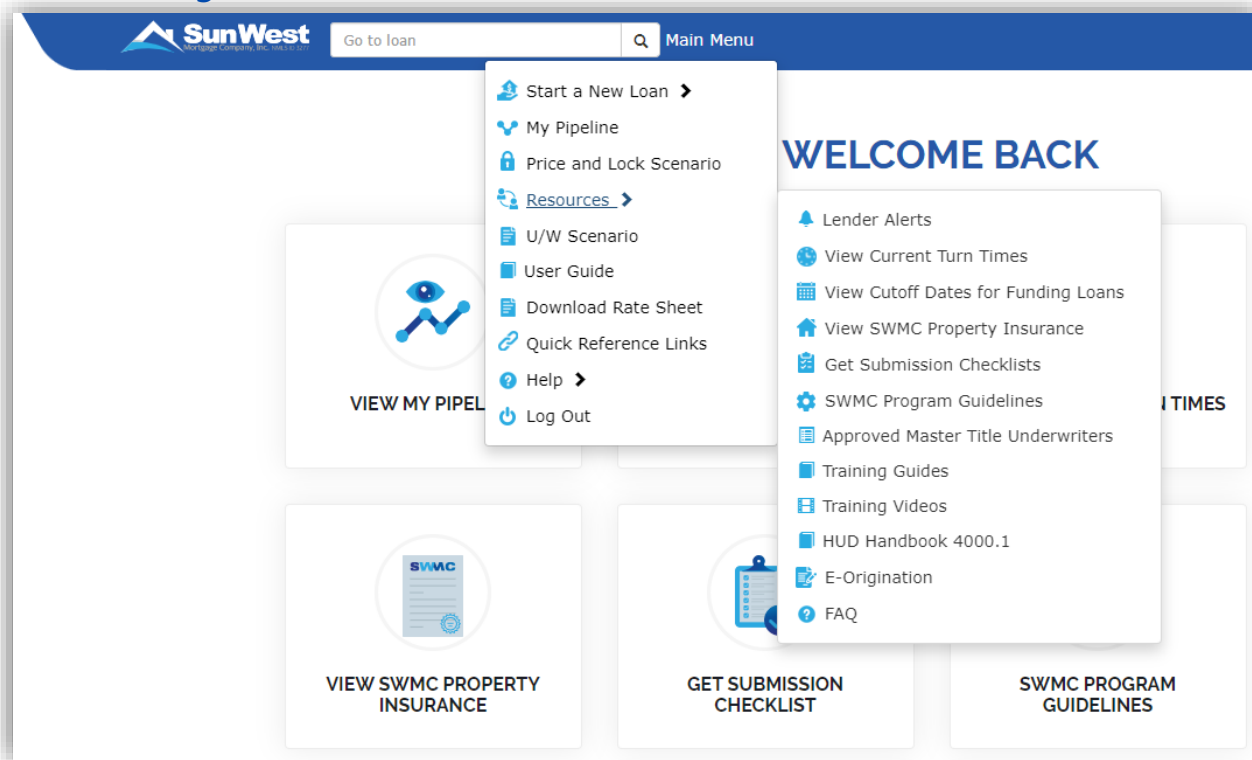 SunWest
Mortgage Company, Inc. NMLS ID 3277
Go to loan
Main Menu
Start a New Loan
My Pipeline
Price and Lock Scenario
Resources
U/W Scenario
User Guide
Download Rate Sheet
Quick Reference Links
Help
Log Out
WELCOME BACK
Lender Alerts
View Current Turn Times
View Cutoff Dates for Funding Loans
View SWMC Property Insurance
Get Submission Checklists
SWMC Program Guidelines
Approved Master Title Underwriters
Training Guides
Training Videos
HUD Handbook 4000.1
E-Origination
FAQ
VIEW MY PIPEL
TIMES
SWMC
VIEW SWMC PROPERTY
INSURANCE
GET SUBMISSION
CHECKLIST
SWMC PROGRAM
GUIDELINES